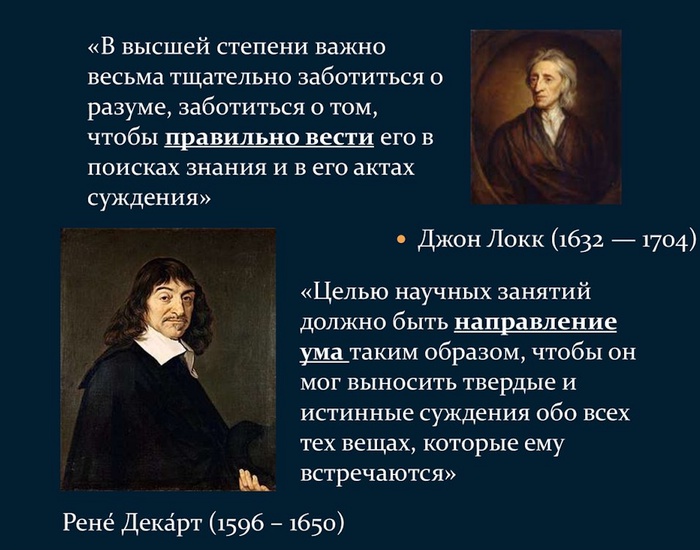 «В высшей степени важно
весьма тщательно заботиться о
разуме, заботиться о том,
чтобы правильно вести его в
поисках знания и в его актах
суждения»
• Джон Локк (1632 — 1704)
«Целью научных занятий
должно быть направление
ума таким образом, чтобы он
мог выносить твердые и
истинные суждения обо всех
тех вещах, которые ему
встречаются»
Рене́ Дека́рт (1596 – 1650)